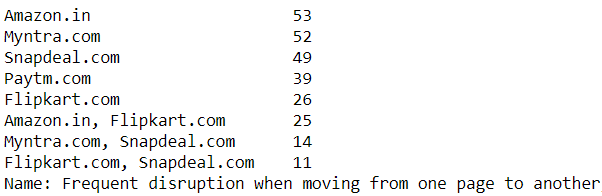 Amazon.in 53
Myntra.com 52
Snapdeal.com 49
Paytm.com 39
Flipkart.com 26
Amazon.in, Flipkart.com 25
Myntra.com, Snapdeal.com 14
Flipkart.com, Snapdeal.com 11
Name: Frequent disruption when moving from one page to another